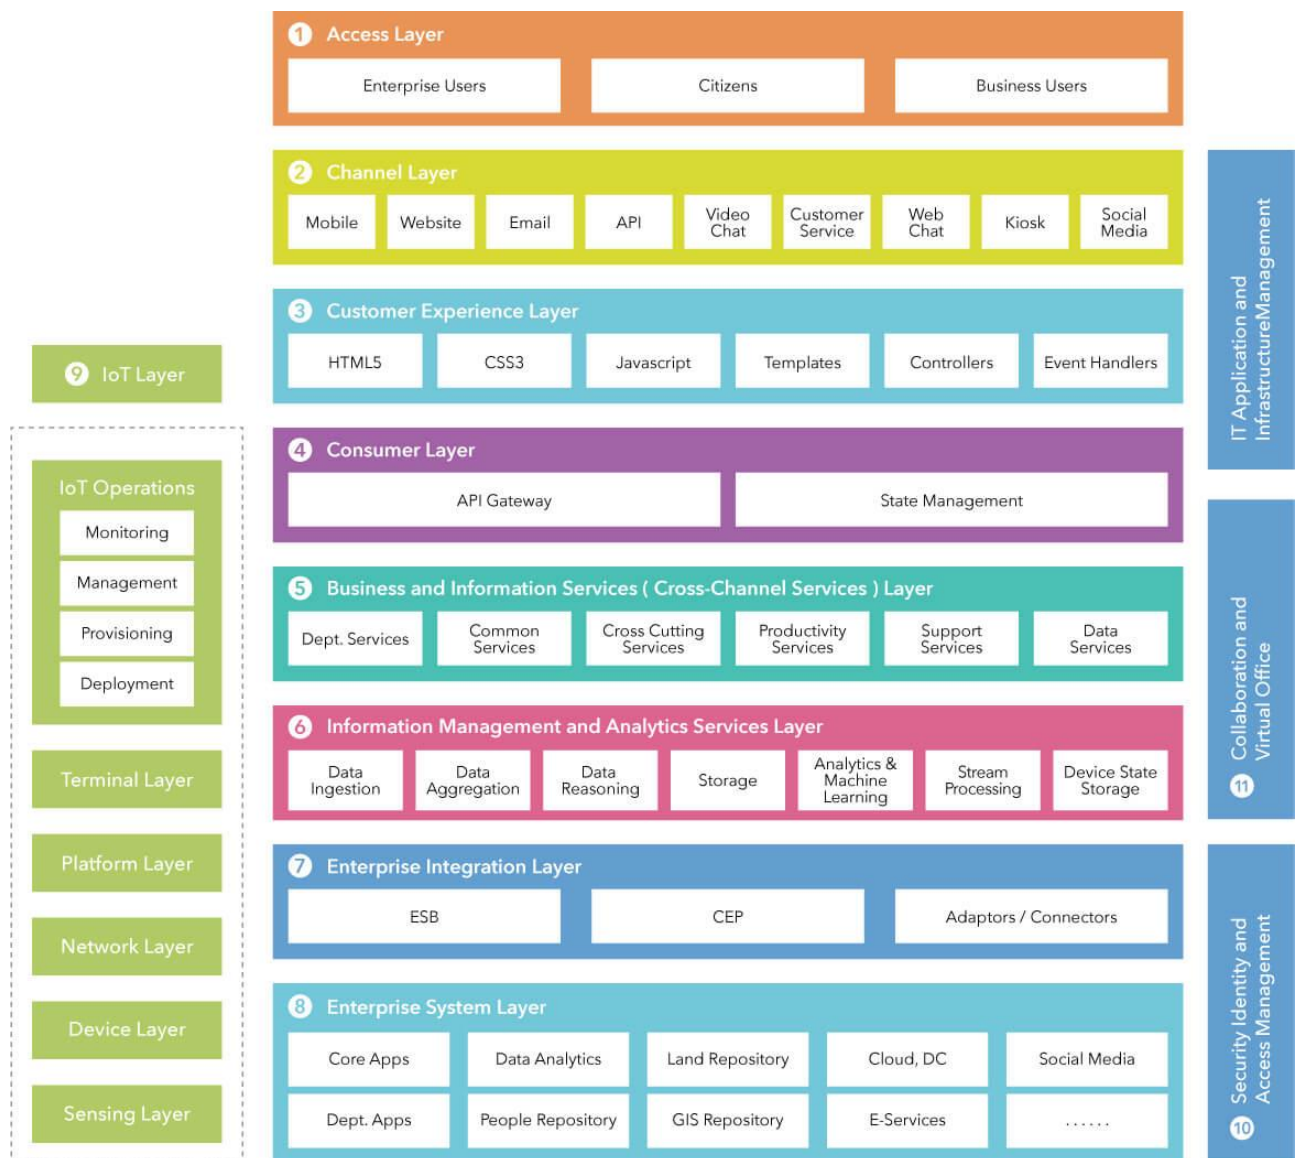 1 Access Layer
Enterprise Users
Citizens
Business Users
2 Channel Layer
Mobile
Website
Email
API
Video
Chat
Customer
Service
Web
Chat
Kiosk
Social
Media
3 Customer Experience Layer
HTML5
CSS3
Javascript
Templates
Controllers
Event Handlers
4 Consumer Layer
API Gateway
State Management
5 Business and Information Services ( Cross-Channel Services ) Layer
Dept. Services
Common
Services
Cross Cutting
Services
Productivity
Services
Support
Services
Data
Services
6 Information Management and Analytics Services Layer
Data
Ingestion
Data
Aggregation
Data
Reasoning
Storage
Analytics &
Machine
Learning
Stream
Processing
Device State
Storage
7 Enterprise Integration Layer
ESB
CEP
Adaptors / Connectors
8 Enterprise System Layer
Core Apps
Data Analytics
Land Repository
Cloud, DC
Social Media
Dept. Apps
People Repository
GIS Repository
E-Services
......
9 IoT Layer
IoT Operations
Monitoring
Management
Provisioning
Deployment
Terminal Layer
Platform Layer
Network Layer
Device Layer
Sensing Layer
IT Application and
InfrastructureManagement
11 Collaboration and
Virtual Office
10 Security Identity and
Access Management